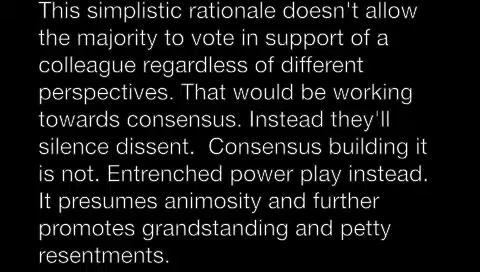 This simplistic rationale doesn't allow
the majority to vote in support of a
colleague regardless of different
perspectives. That would be working
towards consensus. Instead they'll
silence dissent.  Consensus building it
is not. Entrenched power play instead.
It presumes animosity and further
promotes grandstanding and petty
resentments.